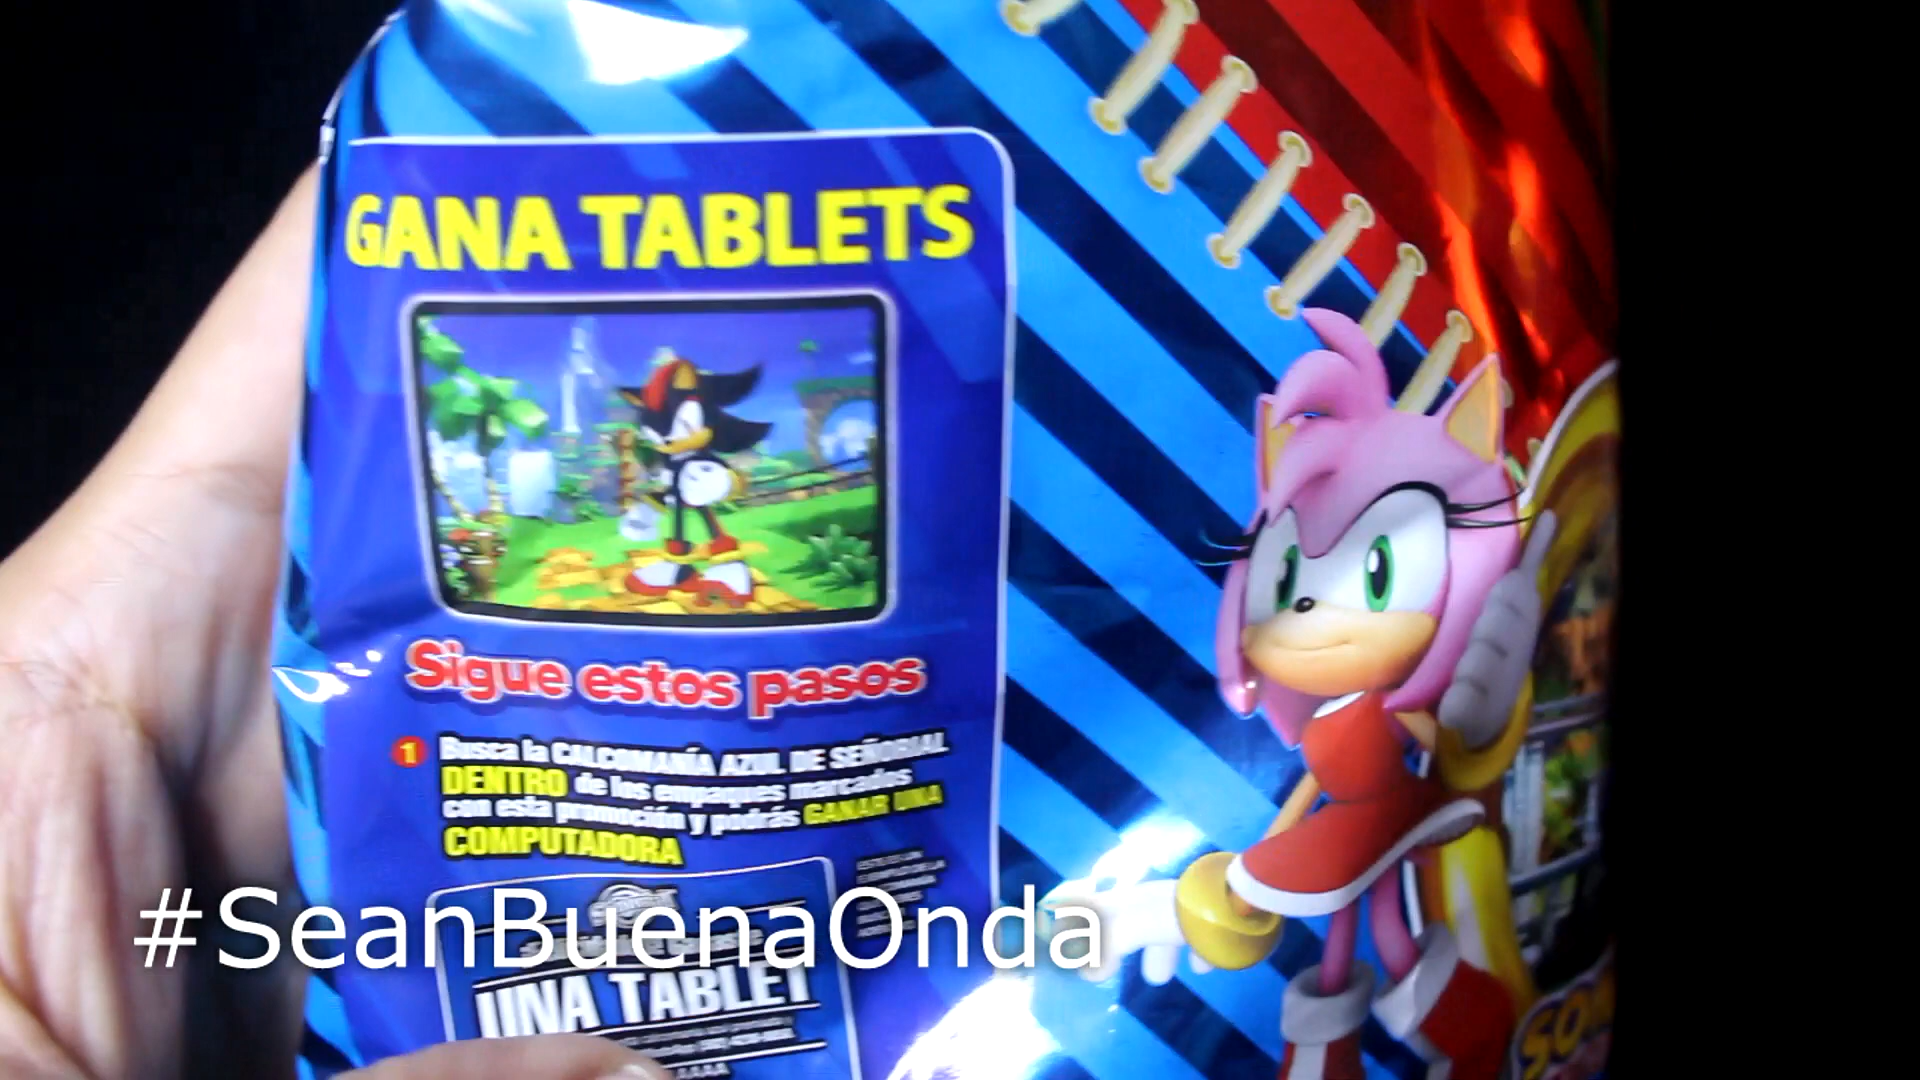 GANA TABLETS
Sigue estos pasos
1 Busca la CALCOMANÍA AZUL DE SEÑORIAL
DENTRO de los empaques marcados
con esta promoción y podrás GANAR UNA
COMPUTADORA
#SeanBuenaOnda
UNA TABLET